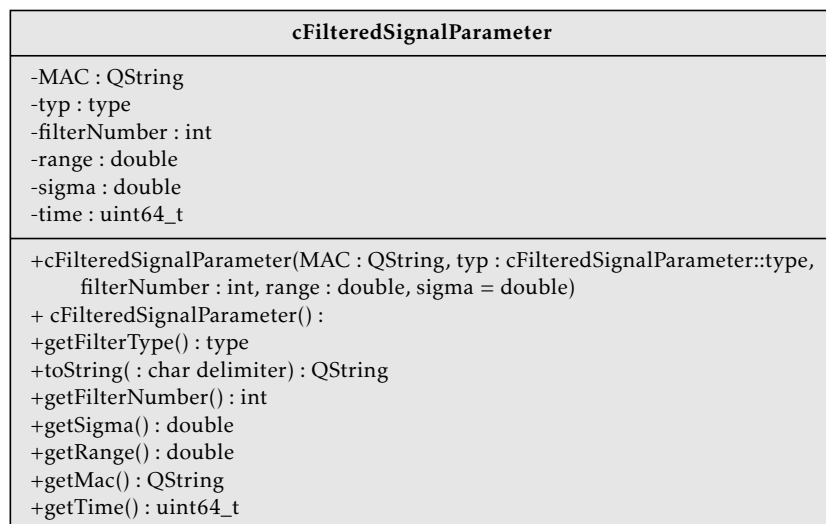 cFilteredSignalParameter
-MAC : QString
-typ : type
-filterNumber : int
-range : double
-sigma : double
-time : uint64_t
+cFilteredSignalParameter(MAC : QString, typ : cFilteredSignalParameter::type,
filterNumber : int, range : double, sigma = double)
+ cFilteredSignalParameter() :
+getFilterType() : type
+toString( : char delimiter) : QString
+getFilterNumber() : int
+getSigma() : double
+getRange() : double
+getMac() : QString
+getTime() : uint64_t